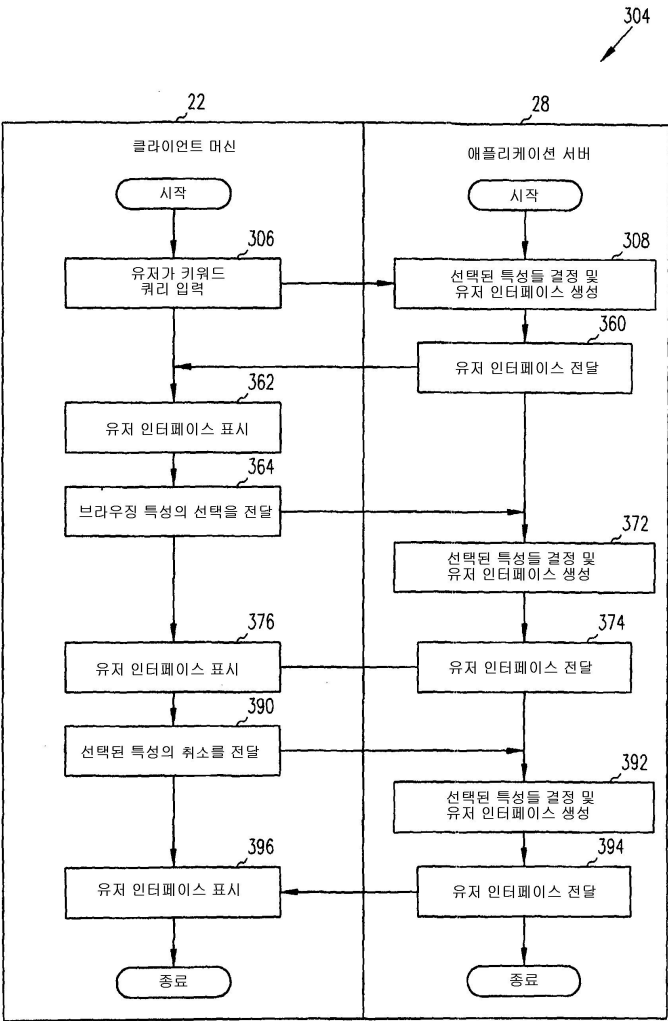 304
22
28
클라이언트 머신
애플리케이션 서버
시작
시작
306
유저가 키워드
쿼리 입력
308
선택된 특성들 결정 및
유저 인터페이스 생성
360
유저 인터페이스 전달
362
유저 인터페이스 표시
364
브라우징 특성의 선택을 전달
372
선택된 특성들 결정 및
유저 인터페이스 생성
376
유저 인터페이스 표시
374
유저 인터페이스 전달
390
선택된 특성의 취소를 전달
392
선택된 특성들 결정 및
유저 인터페이스 생성
396
유저 인터페이스 표시
394
유저 인터페이스 전달
종료
종료